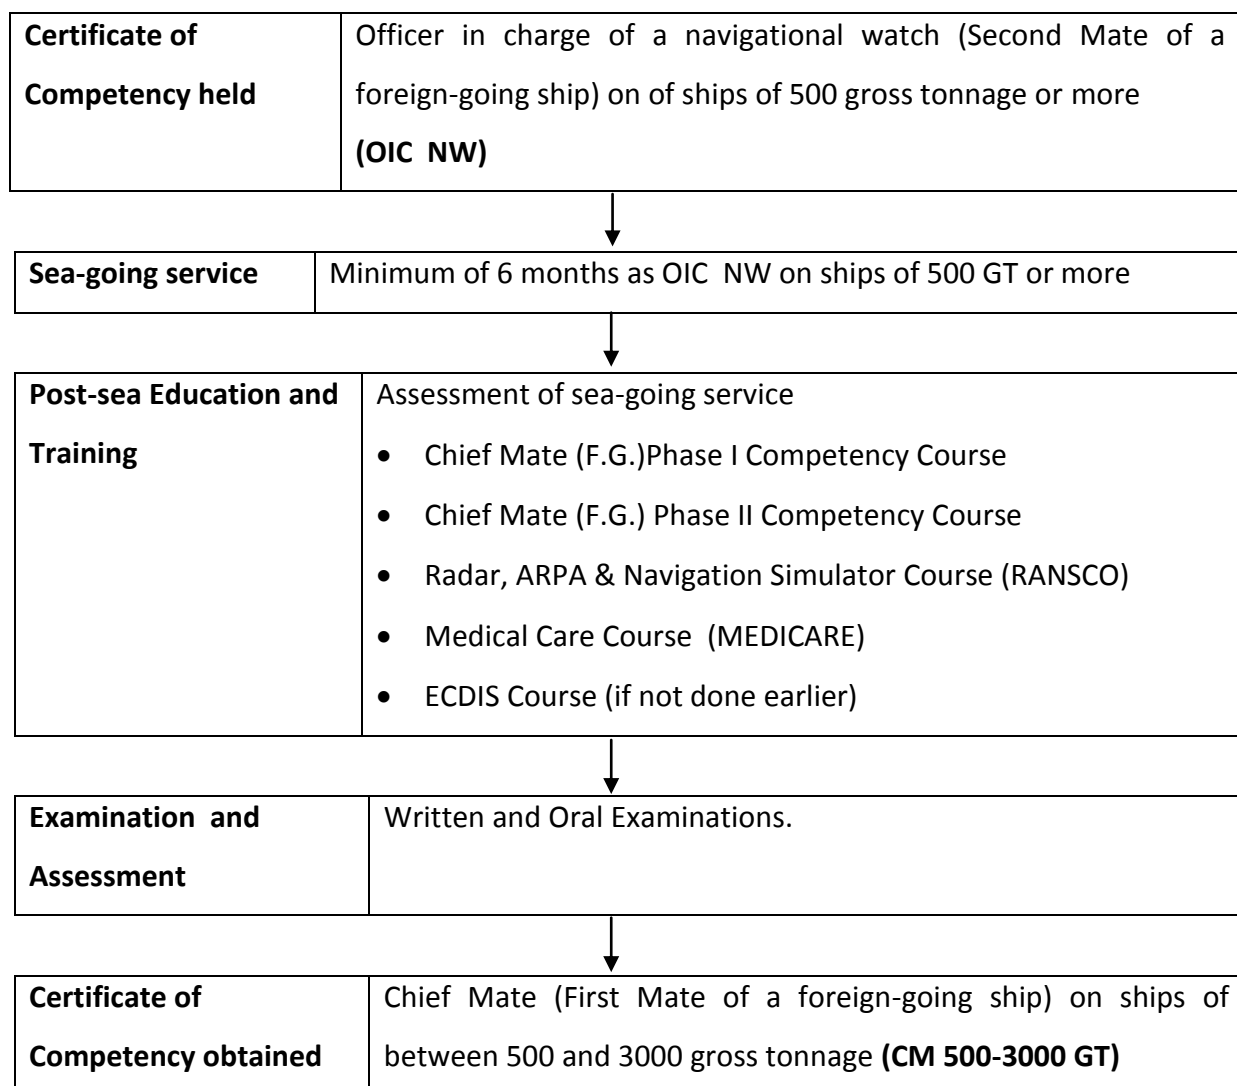 Certificate of
Competency held
Officer in charge of a navigational watch (Second Mate of a
foreign-going ship) on of ships of 500 gross tonnage or more
(OIC NW)
Sea-going service
Minimum of 6 months as OIC NW on ships of 500 GT or more
Post-sea Education and
Training
Assessment of sea-going service
• Chief Mate (F.G.)Phase I Competency Course
• Chief Mate (F.G.) Phase II Competency Course
• Radar, ARPA & Navigation Simulator Course (RANSCO)
• Medical Care Course (MEDICARE)
• ECDIS Course (if not done earlier)
Examination and
Assessment
Written and Oral Examinations.
Certificate of
Competency obtained
Chief Mate (First Mate of a foreign-going ship) on ships of
between 500 and 3000 gross tonnage (CM 500-3000 GT)